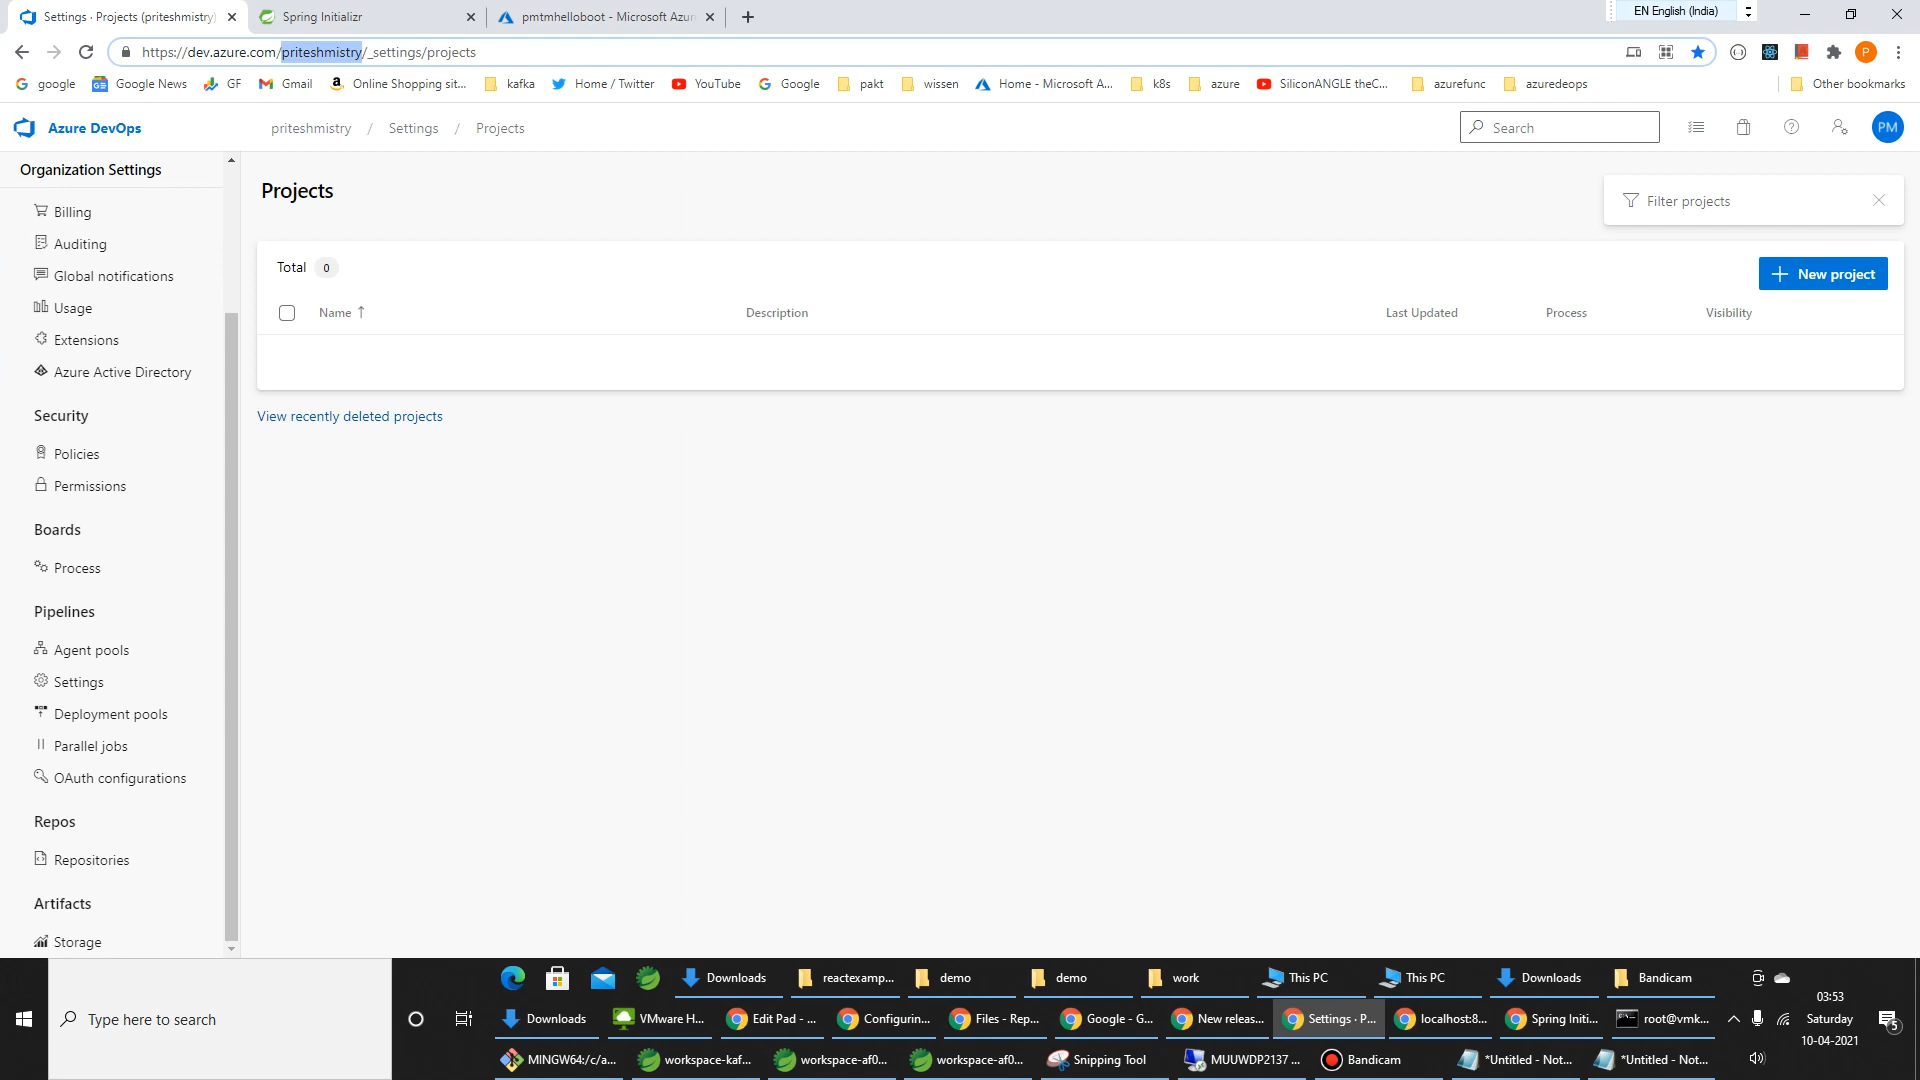 Settings · Projects (priteshmistry)
Spring Initializr
pmtmhelloboot - Microsoft Azur
EN English (India)
https://dev.azure.com/priteshmistry/_settings/projects
P
google
Google News
GF
Gmail
Online Shopping sit...
kafka
Home / Twitter
YouTube
Google
pakt
wissen
Home - Microsoft A...
k8s
azure
SiliconANGLE theC...
azurefunc
azuredeops
Other bookmarks
Azure DevOps
priteshmistry / Settings / Projects
Search
PM
Organization Settings
Billing
Auditing
Global notifications
Usage
Extensions
Azure Active Directory
Security
Policies
Permissions
Boards
Process
Pipelines
Agent pools
Settings
Deployment pools
Parallel jobs
OAuth configurations
Repos
Repositories
Artifacts
Storage
Projects
Filter projects
Total 0
New project
Name ↑ Description Last Updated Process Visibility
View recently deleted projects
Type here to search
Downloads
reactexamp...
demo
demo
work
This PC
This PC
Downloads
Bandicam
Downloads
VMware H...
Edit Pad - ...
Configurin...
Files - Rep...
Google - G...
New releas...
Settings · P...
localhost:8...
Spring Initi...
root@vmk...
MINGW64:/c/a...
workspace-kaf...
workspace-af0...
workspace-af0...
Snipping Tool
MUUWDP2137 ...
Bandicam
*Untitled - Not...
*Untitled - Not...
03:53
Saturday
10-04-2021
5